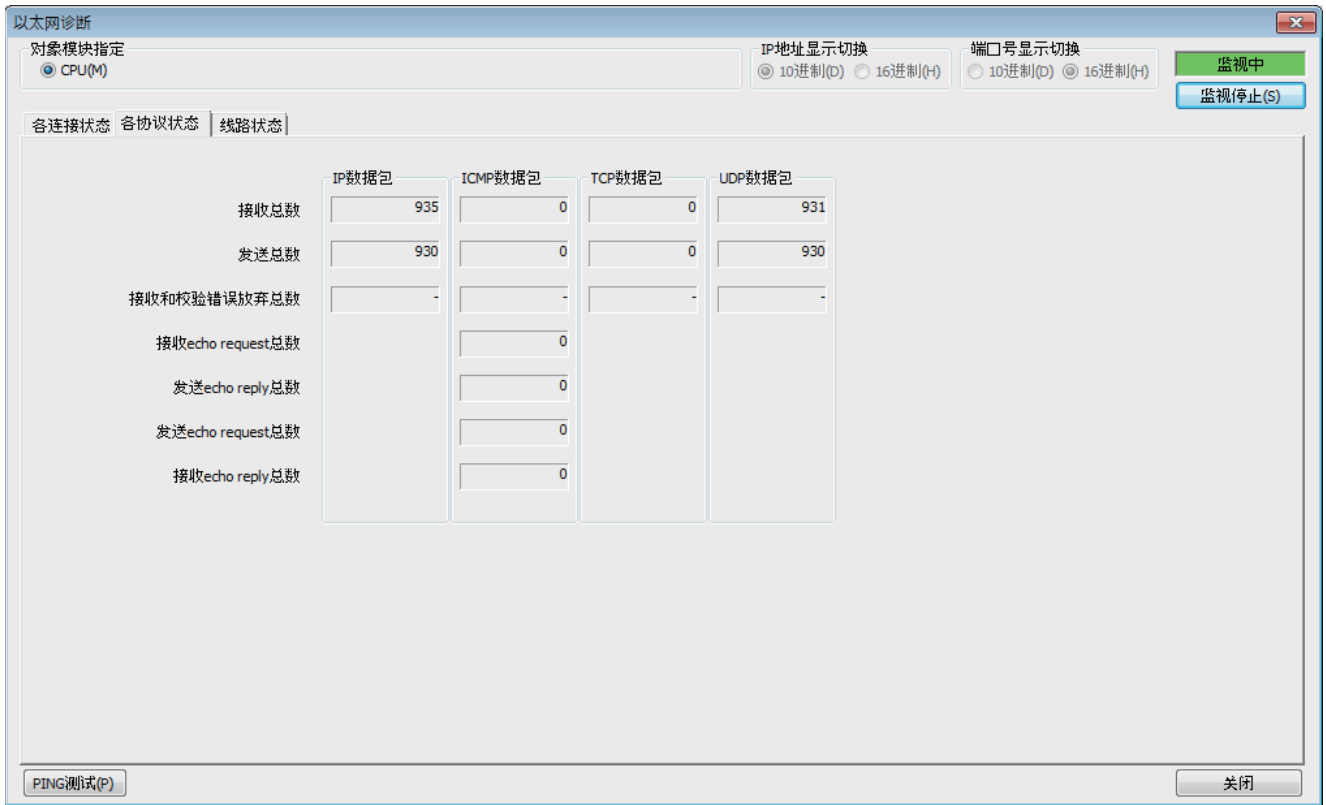 以太网诊断
对象模块指定
CPU(M)
IP地址显示切换
10进制(D) 16进制(H)
端口号显示切换
10进制(D) 16进制(H)
监视中
监视停止(S)
各连接状态 各协议状态 线路状态
IP数据包 ICMP数据包 TCP数据包 UDP数据包
接收总数 935 0 0 931
发送总数 930 0 0 930
接收和校验错误放弃总数 - - - -
接收echo request总数 0
发送echo reply总数 0
发送echo request总数 0
接收echo reply总数 0
PING测试(P) 关闭